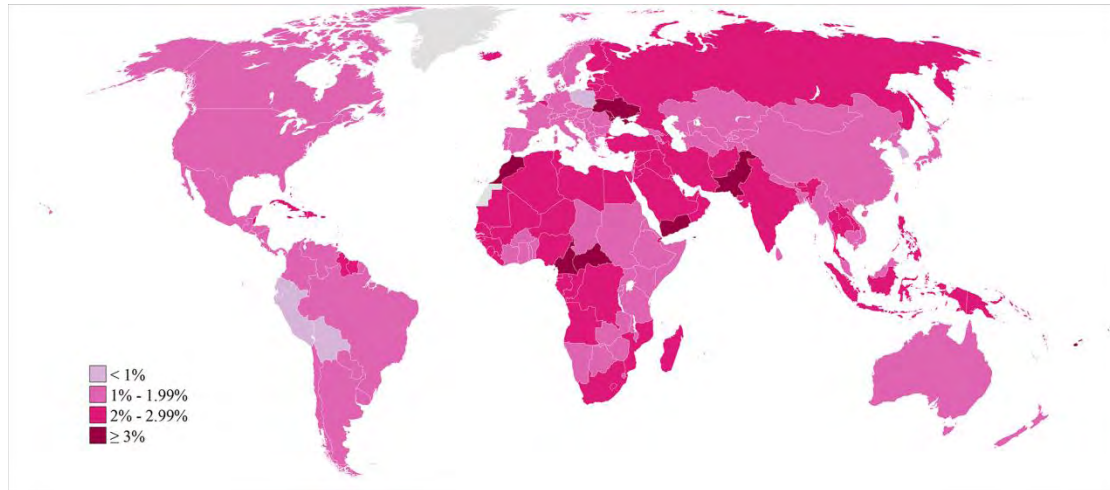 < 1%
1% - 1.99%
2% - 2.99%
≥ 3%